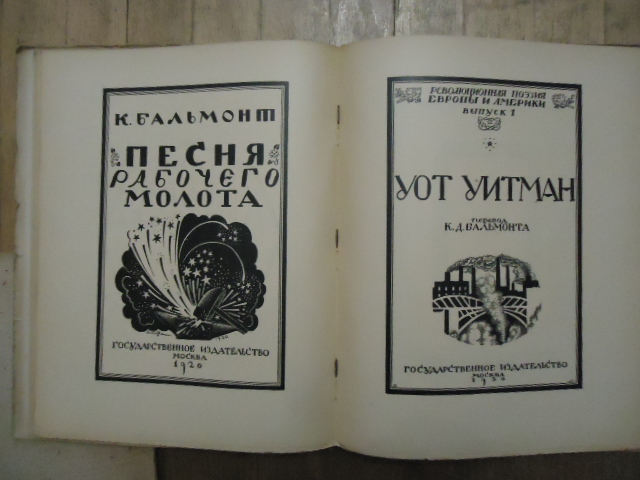 К. БАЛЬМОНТ
ПЕСНЯ
РАБОЧЕГО
МОЛОТА
ГОСУДАРСТВЕННОЕ ИЗДАТЕЛЬСТВО
МОСКВА
1920
РЕВОЛЮЦИОННАЯ ПОЭЗИЯ
ЕВРОПЫ И АМЕРИКИ
ВЫПУСК 1
УОТ УИТМАН
ПЕРЕВОД
К. Д. БАЛЬМОНТА
ГОСУДАРСТВЕННОЕ ИЗДАТЕЛЬСТВО
МОСКВА